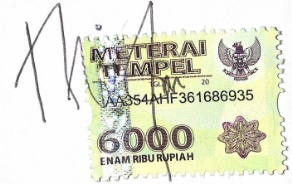 METERAI
TEMPEL
20
AA354AHF361686935
6000
ENAM RIBU RUPIAH